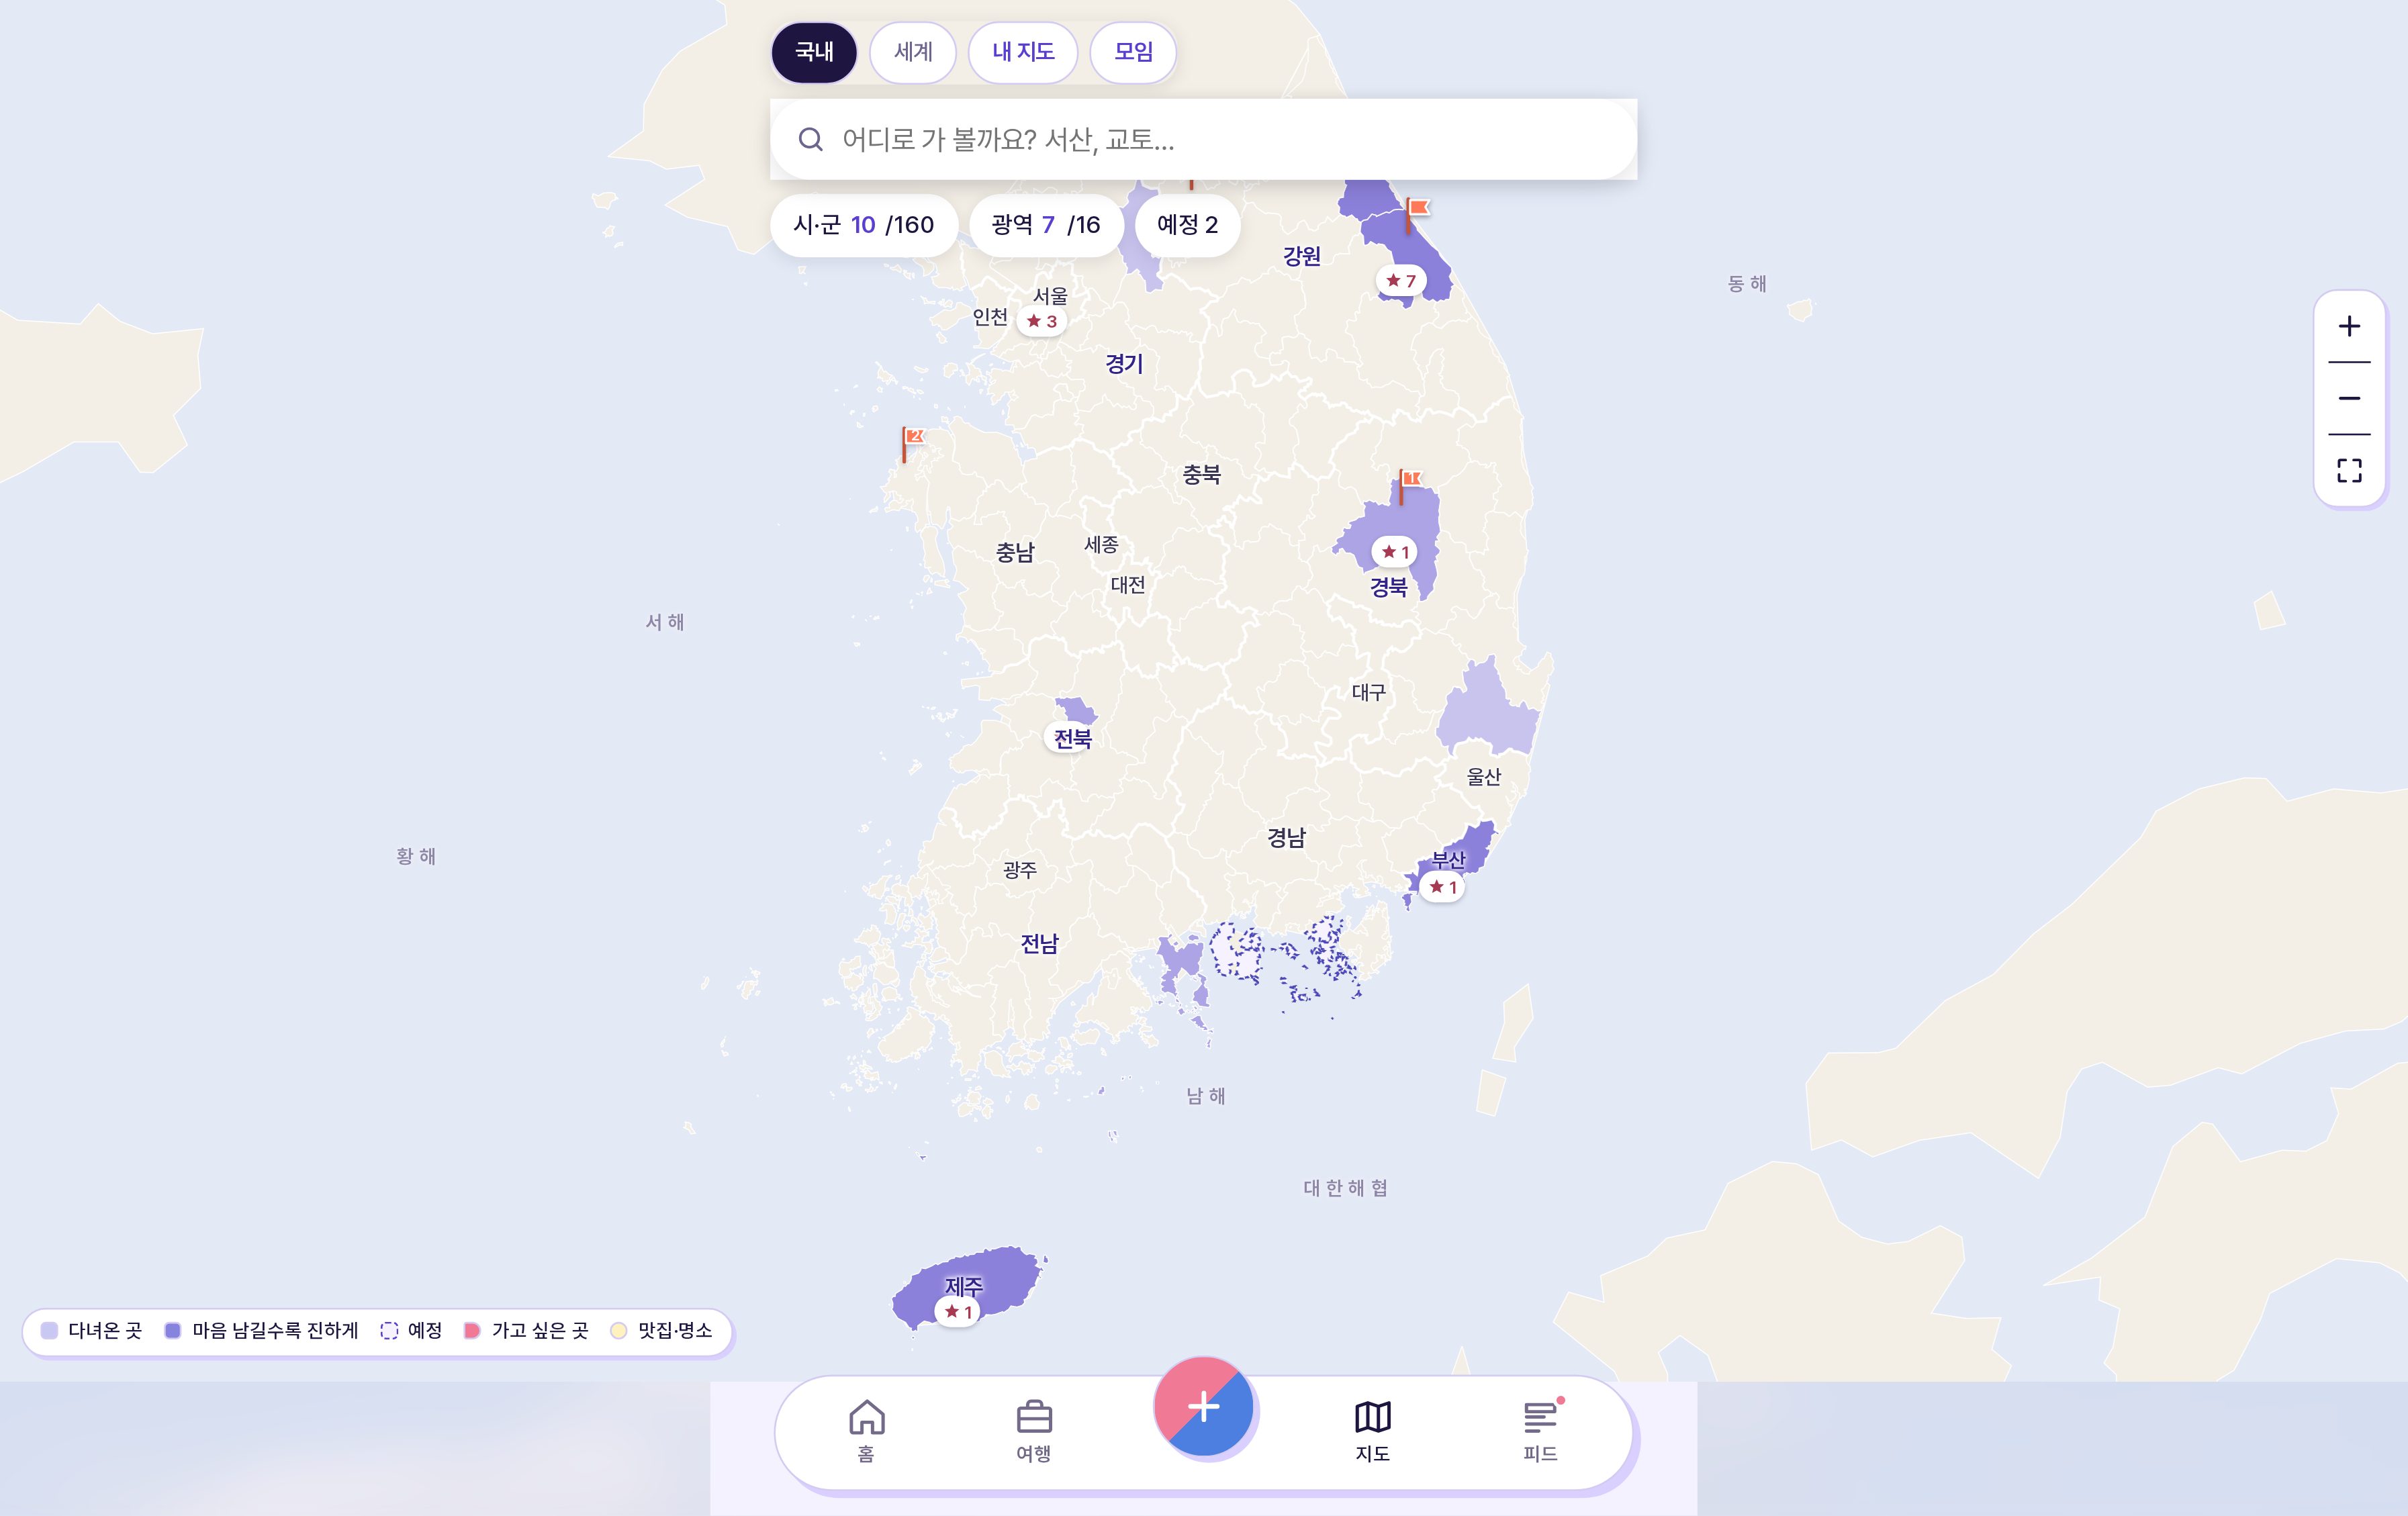 국내 세계 내 지도 모임
어디로 가 볼까요? 서산, 교토...
시·군 10 /160 광역 7 /16 예정 2
강원
★ 7
동해
서울
인천
★ 3
경기
2
충북
1
★ 1
충남
세종
대전
경북
서해
대구
전북
울산
황해
경남
부산
★ 1
광주
전남
남해
대한해협
제주
★ 1
다녀온 곳 마음 남길수록 진하게 예정 가고 싶은 곳 맛집·명소
홈 여행 지도 피드